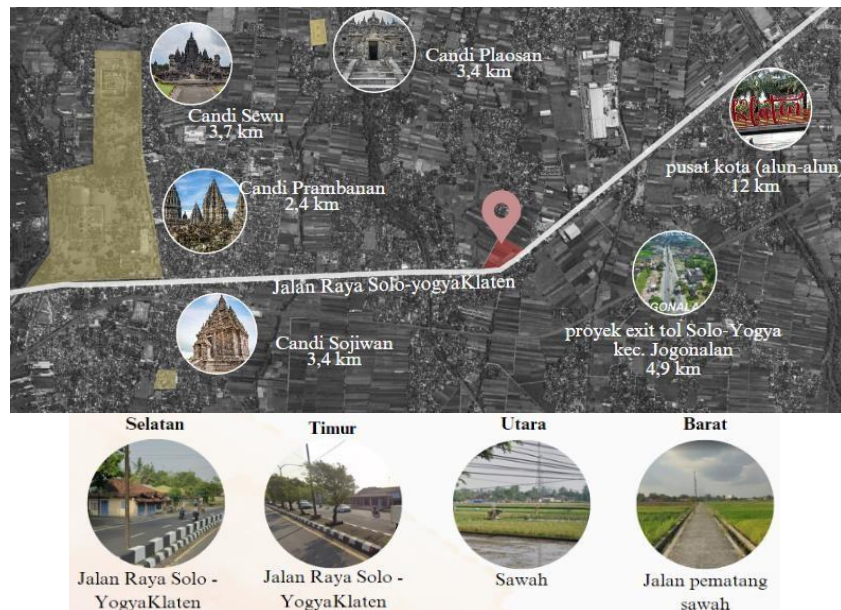 Candi Plaosan
3,4 km
Candi Sewu
3,7 km
pusat kota (alun-alun)
12 km
Candi Prambanan
2,4 km
Jalan Raya Solo-yogyaKlaten
GONALA
proyek exit tol Solo-Yogya
kec. Jogonalan
4,9 km
Candi Sojiwan
3,4 km
Selatan
Timur
Utara
Barat
Jalan Raya Solo -
YogyaKlaten
Jalan Raya Solo -
YogyaKlaten
Sawah
Jalan pematang
sawah